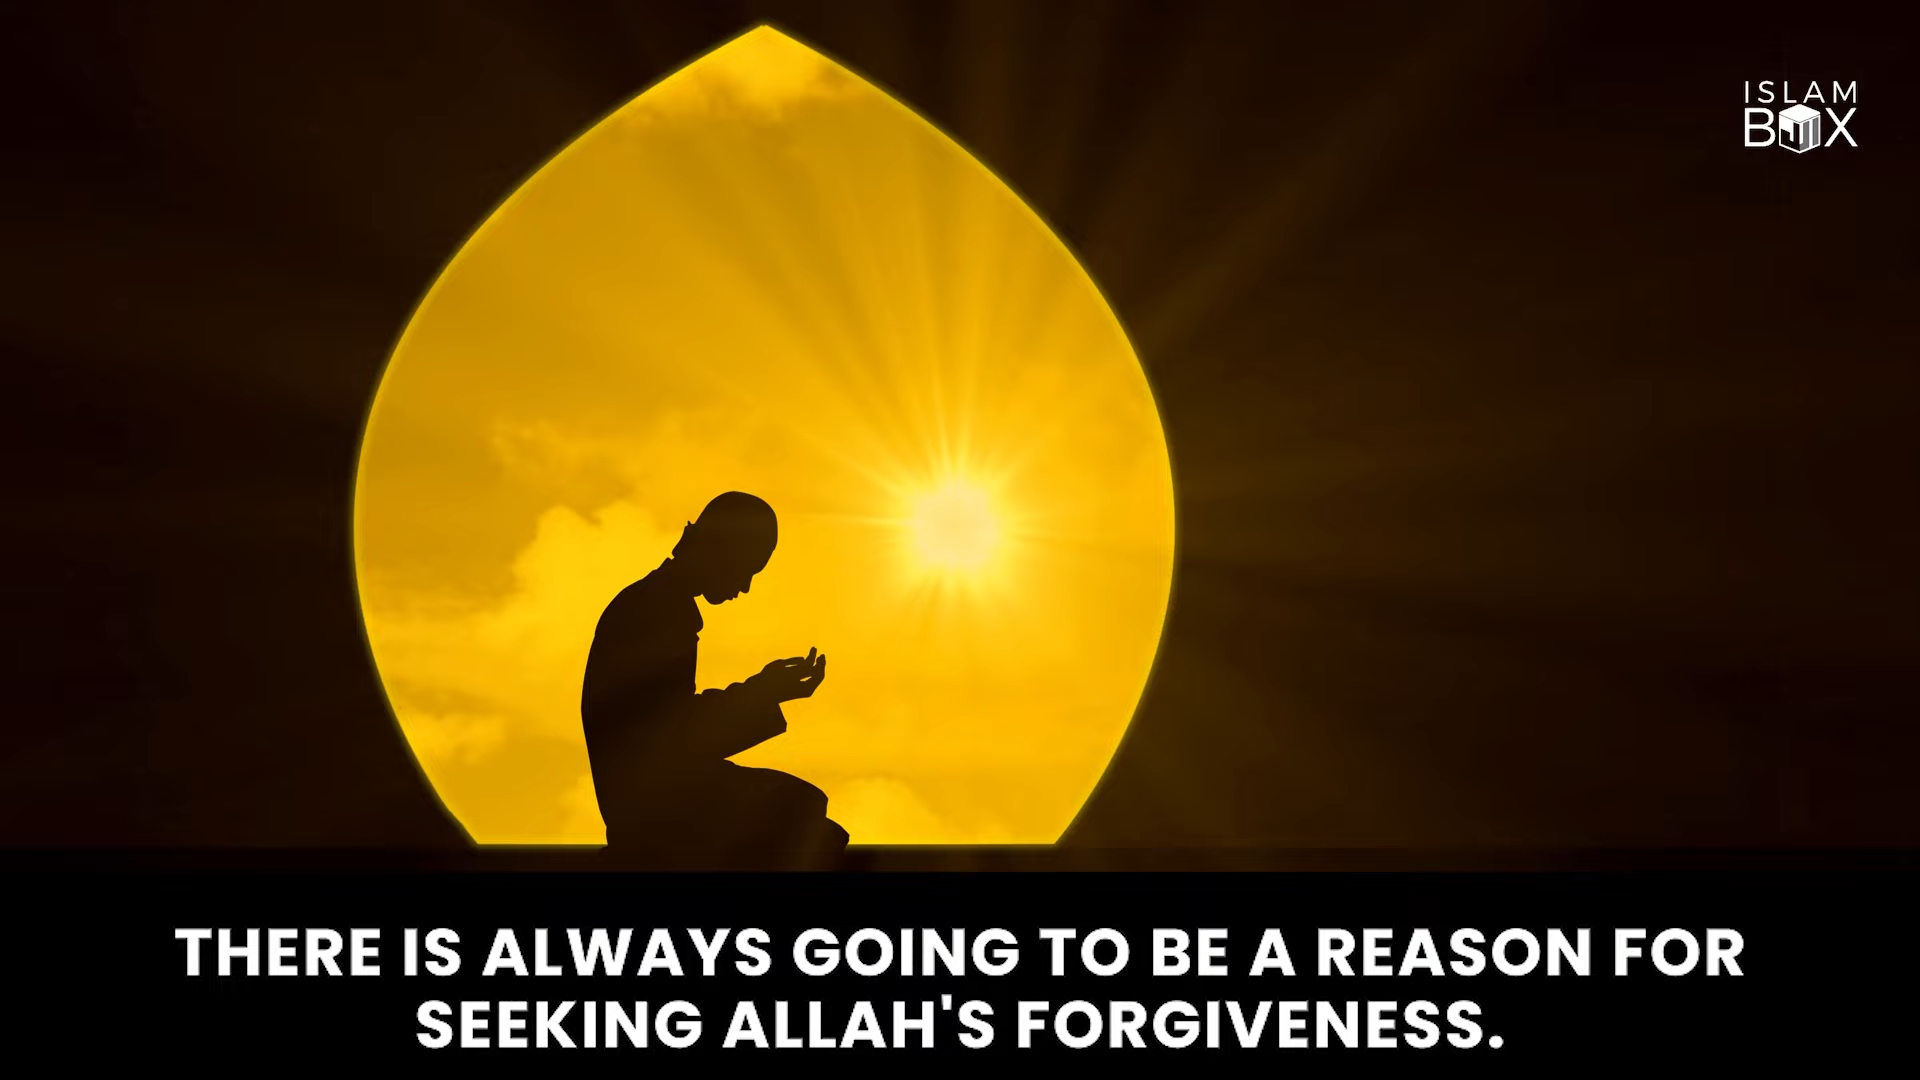 ISLAM
BOX
THERE IS ALWAYS GOING TO BE A REASON FOR
SEEKING ALLAH'S FORGIVENESS.